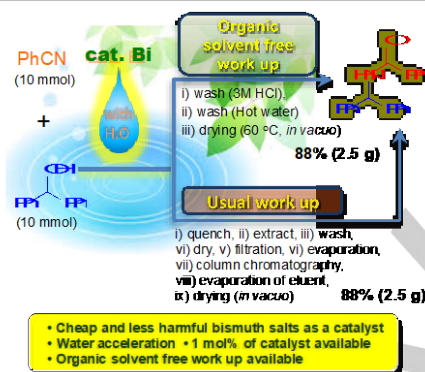 Organic
solvent free
work up
PhCN
(10 mmol)
cat. Bi
with
H₂O
+
(10 mmol)
i) wash (3M HCl),
ii) wash (Hot water)
iii) drying (60 °C, in vacuo)
88% (2.5 g)
Usual work up
i) quench, ii) extract, iii) wash,
vi) dry, v) filtration, vi) evaporation,
vii) column chromatography,
viii) evaporation of eluent,
ix) drying (in vacuo) 88% (2.5 g)
• Cheap and less harmful bismuth salts as a catalyst
• Water acceleration • 1 mol% of catalyst available
• Organic solvent free work up available